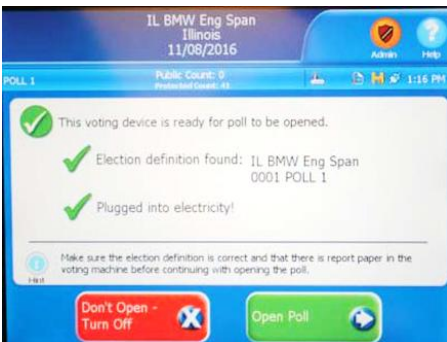 IL BMW Eng Span
Illinois
11/08/2016
Admin
Help
POLL 1
Public Count: 0
Protected Count: 41
1:16 PM
This voting device is ready for poll to be opened.
Election definition found: IL BMW Eng Span
0001 POLL 1
Plugged into electricity!
Make sure the election definition is correct and that there is report paper in the
voting machine before continuing with opening the poll.
Hint
Don't Open -
Turn Off
Open Poll